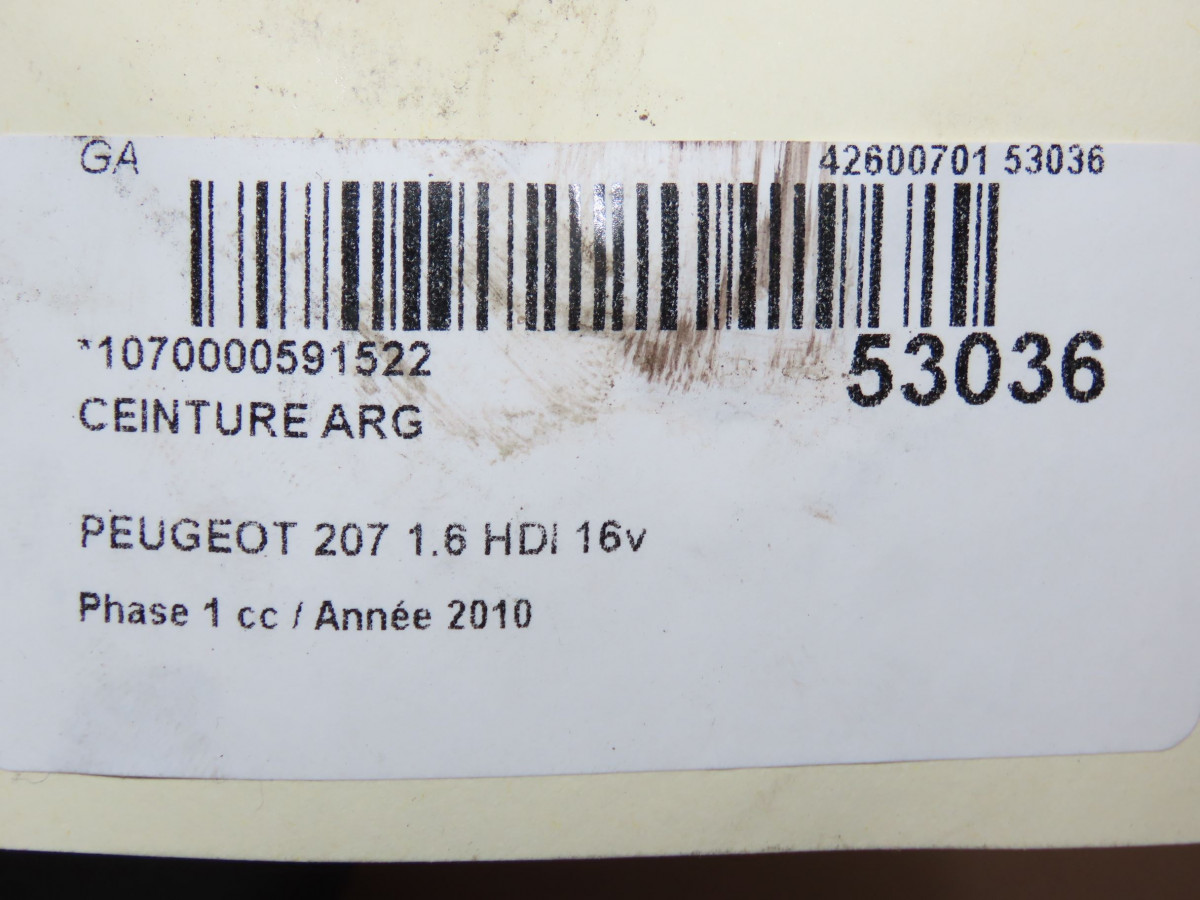 GA 42600701 53036
*1070000591522 53036
CEINTURE ARG
PEUGEOT 207 1.6 HDI 16v
Phase 1 cc / Année 2010